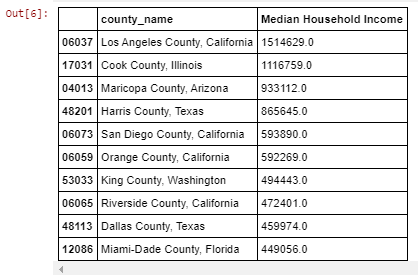 Out[6]:
county_name Median Household Income
06037 Los Angeles County, California 1514629.0
17031 Cook County, Illinois 1116759.0
04013 Maricopa County, Arizona 933112.0
48201 Harris County, Texas 865645.0
06073 San Diego County, California 593890.0
06059 Orange County, California 592269.0
53033 King County, Washington 494443.0
06065 Riverside County, California 472401.0
48113 Dallas County, Texas 459974.0
12086 Miami-Dade County, Florida 449056.0